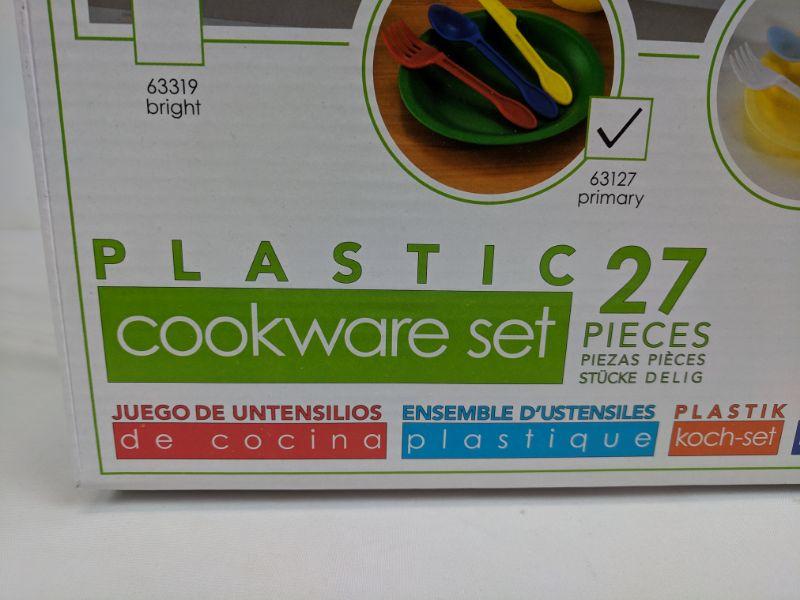 63319
bright
63127
primary
PLASTIC
cookware set
27
PIECES
PIEZAS PIÈCES
STÜCKE DELIG
JUEGO DE UNTENSILIOS
de cocina
ENSEMBLE D'USTENSILES
plastique
PLASTIK
koch-set